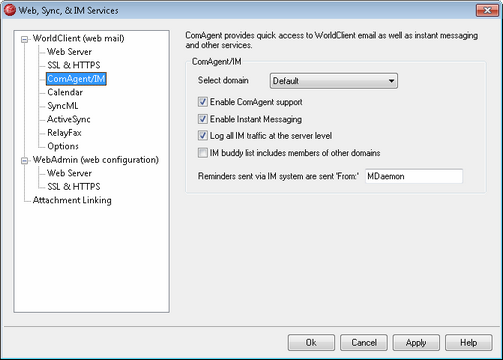 Web, Sync, & IM Services
WorldClient (web mail)
Web Server
SSL & HTTPS
ComAgent/IM
Calendar
SyncML
ActiveSync
RelayFax
Options
WebAdmin (web configuration)
Web Server
SSL & HTTPS
Attachment Linking
ComAgent provides quick access to WorldClient email as well as instant messaging
and other services.
ComAgent/IM
Select domain Default
Enable ComAgent support
Enable Instant Messaging
Log all IM traffic at the server level
IM buddy list includes members of other domains
Reminders sent via IM system are sent 'From:' MDaemon
Ok Cancel Apply Help